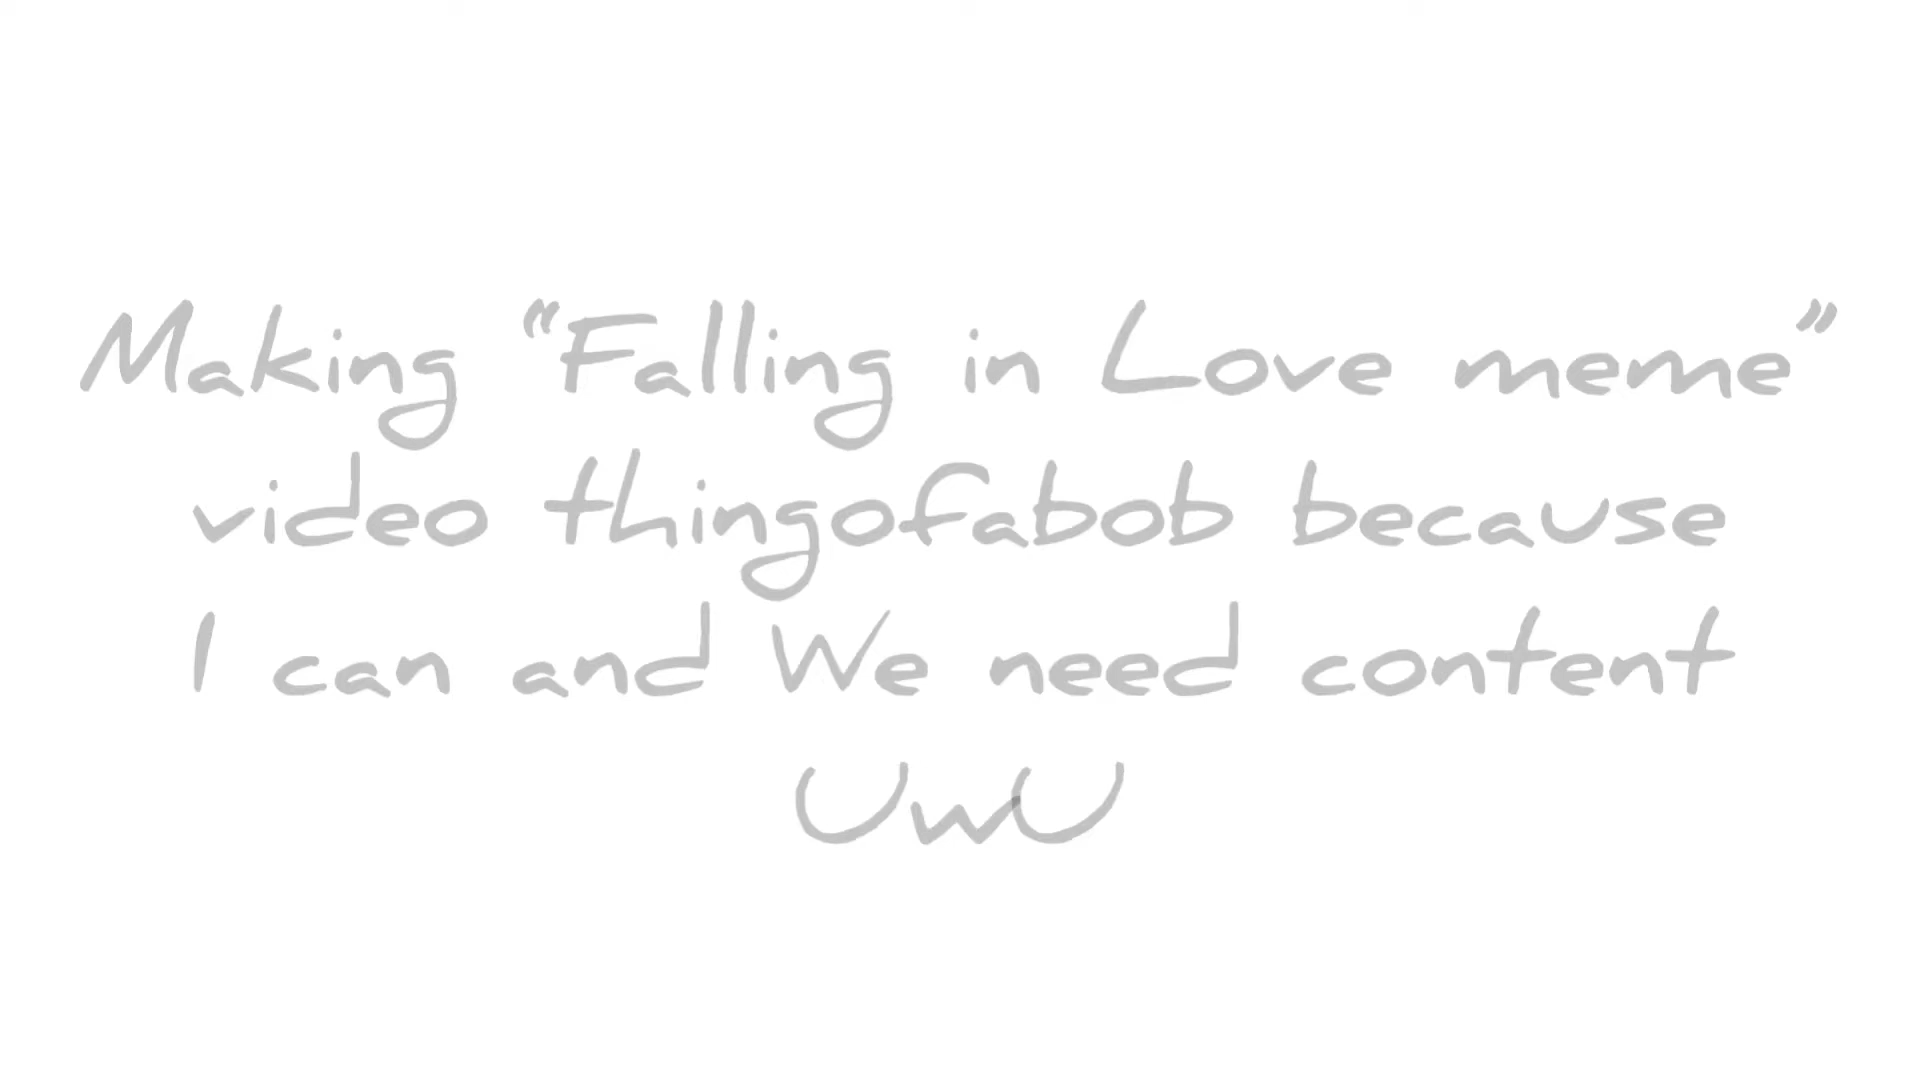 Making “Falling in Love meme”
video thingofabob because
I can and We need content
UwU